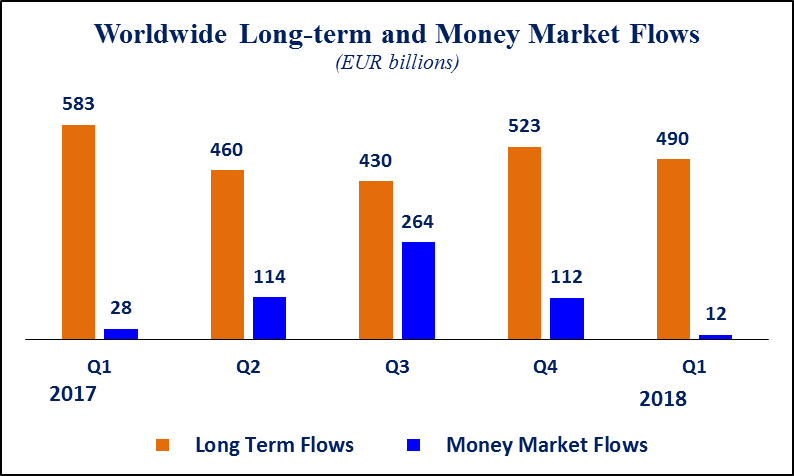 Worldwide Long-term and Money Market Flows
(EUR billions)
583
28
460
114
430
264
523
112
490
12
Q1
Q2
Q3
Q4
Q1
2017
2018
Long Term Flows
Money Market Flows